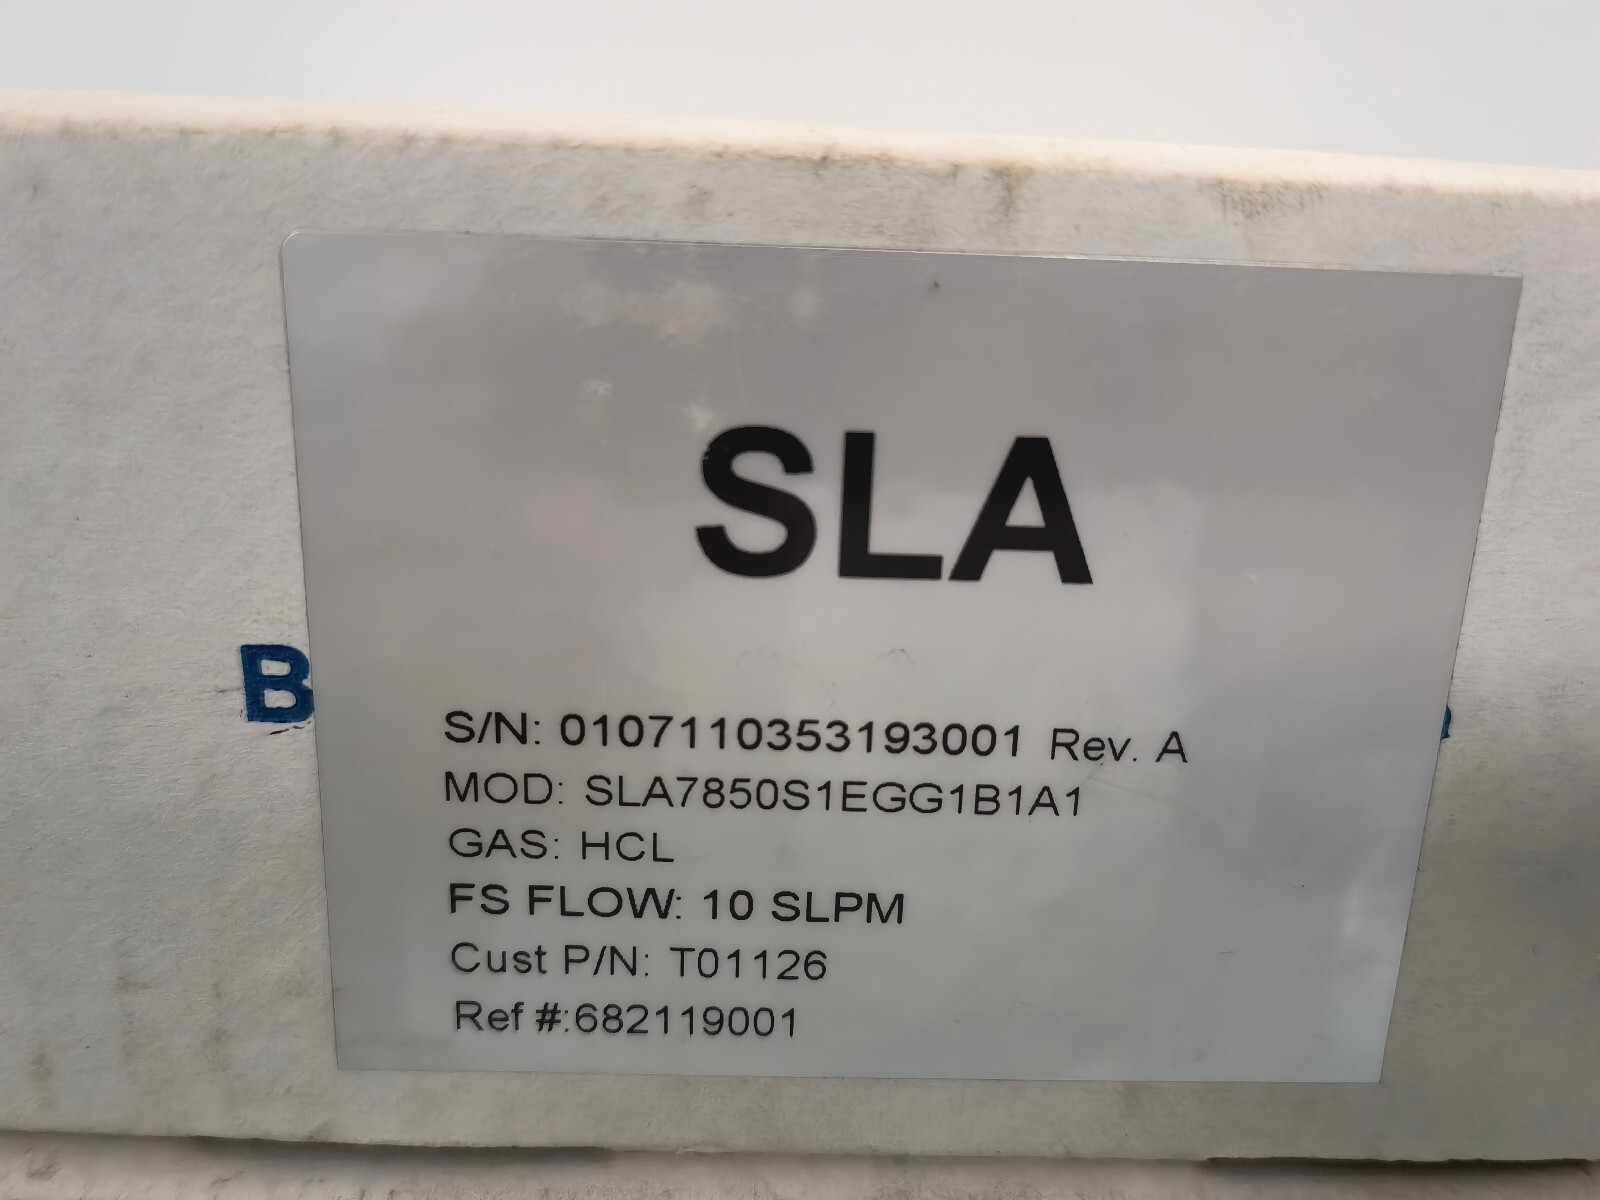 SLA
B
S/N: 0107110353193001 Rev. A
MOD: SLA7850S1EGG1B1A1
GAS: HCL
FS FLOW: 10 SLPM
Cust P/N: T01126
Ref #:682119001